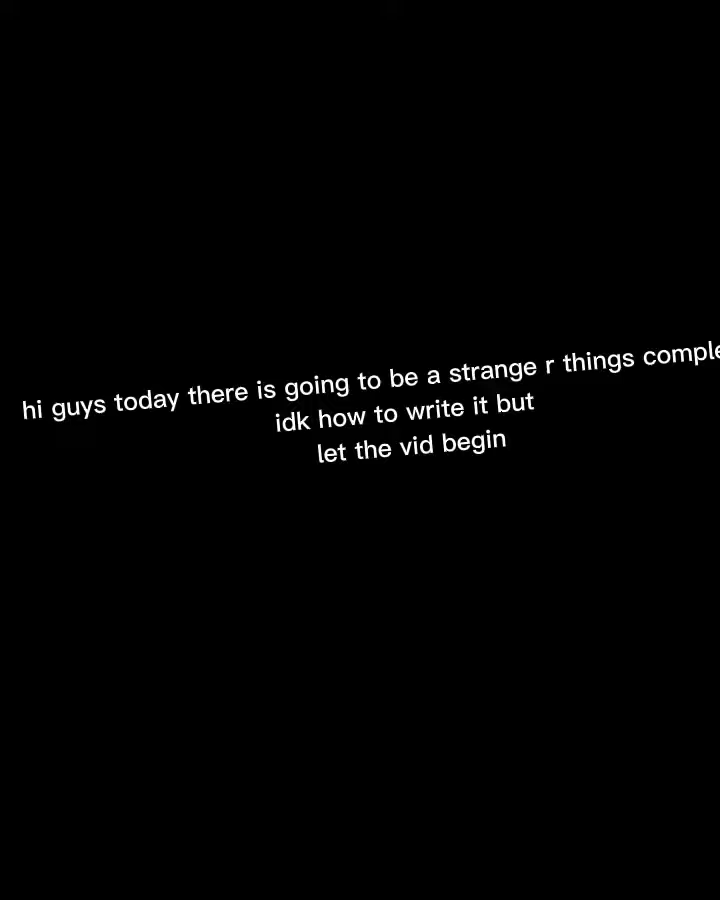 hi guys today there is going to be a strange r things comple
idk how to write it but
let the vid begin